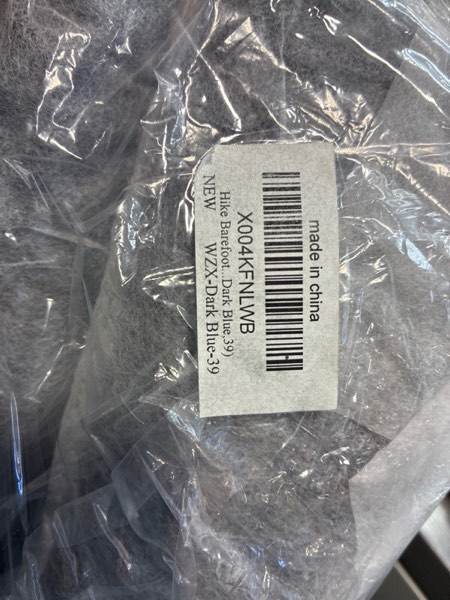 made in china
X004KFNLWB
Hike Barefoot...Dark Blue,39)
NEW WZX-Dark Blue-39